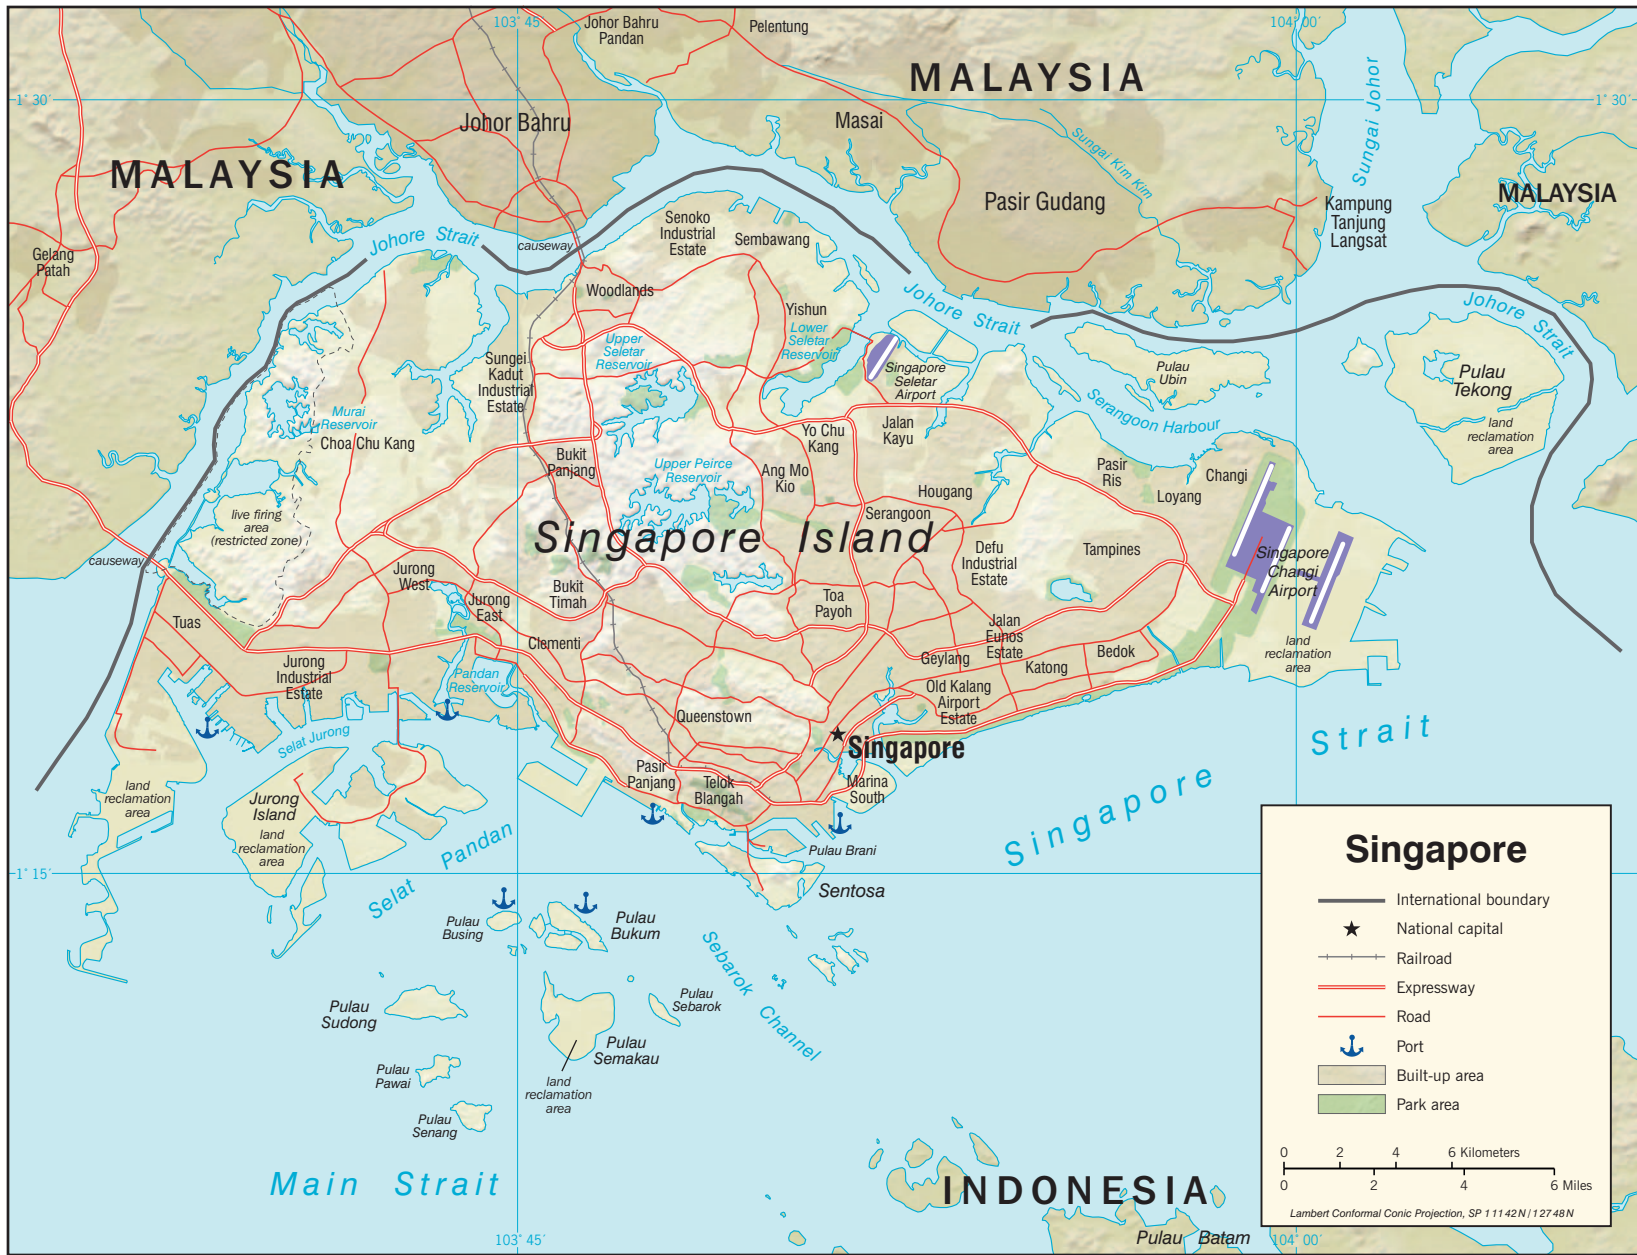 103° 45′
104° 00′
Johor Bahru
Pandan
Pelentung
MALAYSIA
1° 30′
1° 30′
Johor Bahru
Masai
Sungai Johor
Sungai Kim Kim
MALAYSIA
MALAYSIA
Pasir Gudang
Kampung
Tanjung
Langsat
Gelang
Patah
Johore Strait
causeway
Senoko
Industrial
Estate
Sembawang
Woodlands
Yishun
Johore Strait
Johore Strait
Lower
Seletar
Reservoir
Upper
Seletar
Reservoir
Singapore
Seletar
Airport
Pulau
Ubin
Pulau
Tekong
land
reclamation
area
Sungei
Kadut
Industrial
Estate
Murai
Reservoir
Choa Chu Kang
Serangoon Harbour
Yo Chu
Kang
Jalan
Kayu
Bukit
Panjang
Upper Peirce
Reservoir
Ang Mo
Kio
Pasir
Ris
Changi
Loyang
Hougang
Serangoon
live firing
area
(restricted zone)
Singapore Island
Defu
Industrial
Estate
Tampines
Singapore
Changi
Airport
causeway
Jurong
West
Jurong
East
Bukit
Timah
Toa
Payoh
Tuas
Clementi
Jalan
Eunos
Estate
Geylang
Katong
Bedok
land
reclamation
area
Jurong
Industrial
Estate
Pandan
Reservoir
Old Kalang
Airport
Estate
Queenstown
Singapore
Selat Jurong
Singapore Strait
Pasir
Panjang
Telok
Blangah
Marina
South
land
reclamation
area
Jurong
Island
land
reclamation
area
Pulau Brani
Selat Pandan
Sentosa
1° 15′
Pulau
Busing
Pulau
Bukum
Sebarok Channel
Pulau
Sudong
Pulau
Sebarok
Pulau
Semakau
Pulau
Pawai
land
reclamation
area
Pulau
Senang
Main Strait
INDONESIA
Pulau Batam
103° 45′
104° 00′
Singapore
International boundary
National capital
Railroad
Expressway
Road
Port
Built-up area
Park area
0 2 4 6 Kilometers
0 2 4 6 Miles
Lambert Conformal Conic Projection, SP 1 11 42 N / 1 27 48 N